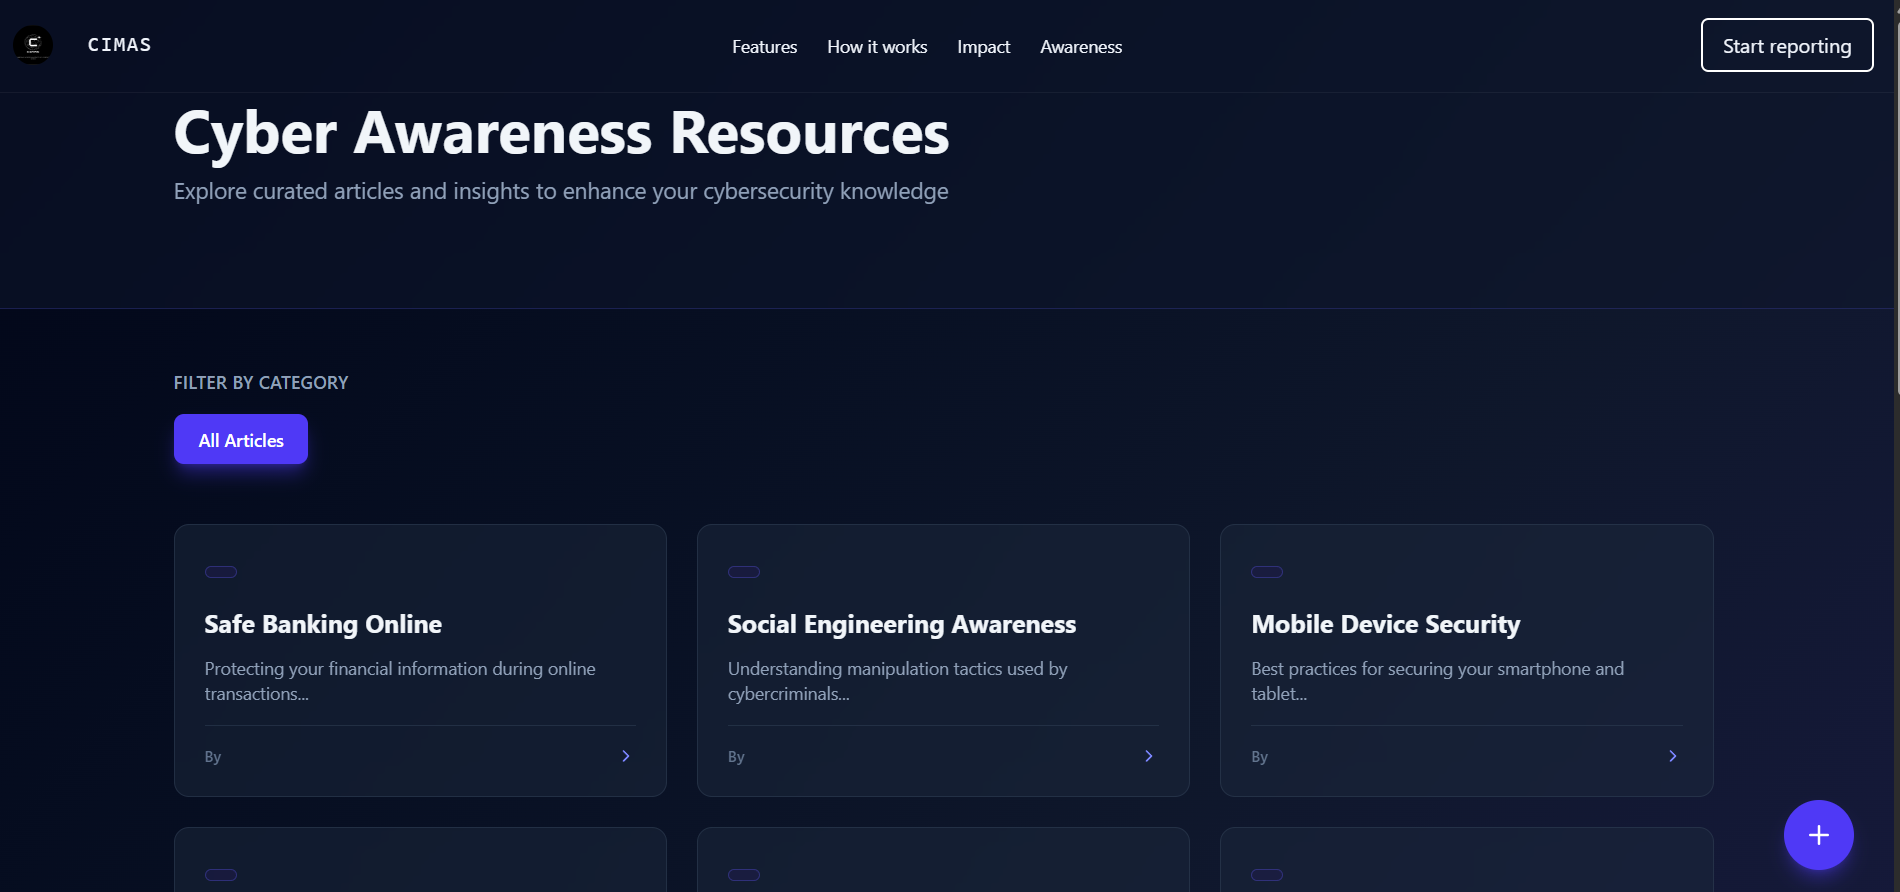 CIMAS
Features
How it works
Impact
Awareness
Start reporting
Cyber Awareness Resources
Explore curated articles and insights to enhance your cybersecurity knowledge
FILTER BY CATEGORY
All Articles
Safe Banking Online
Protecting your financial information during online
transactions...
By
Social Engineering Awareness
Understanding manipulation tactics used by
cybercriminals...
By
Mobile Device Security
Best practices for securing your smartphone and
tablet...
By